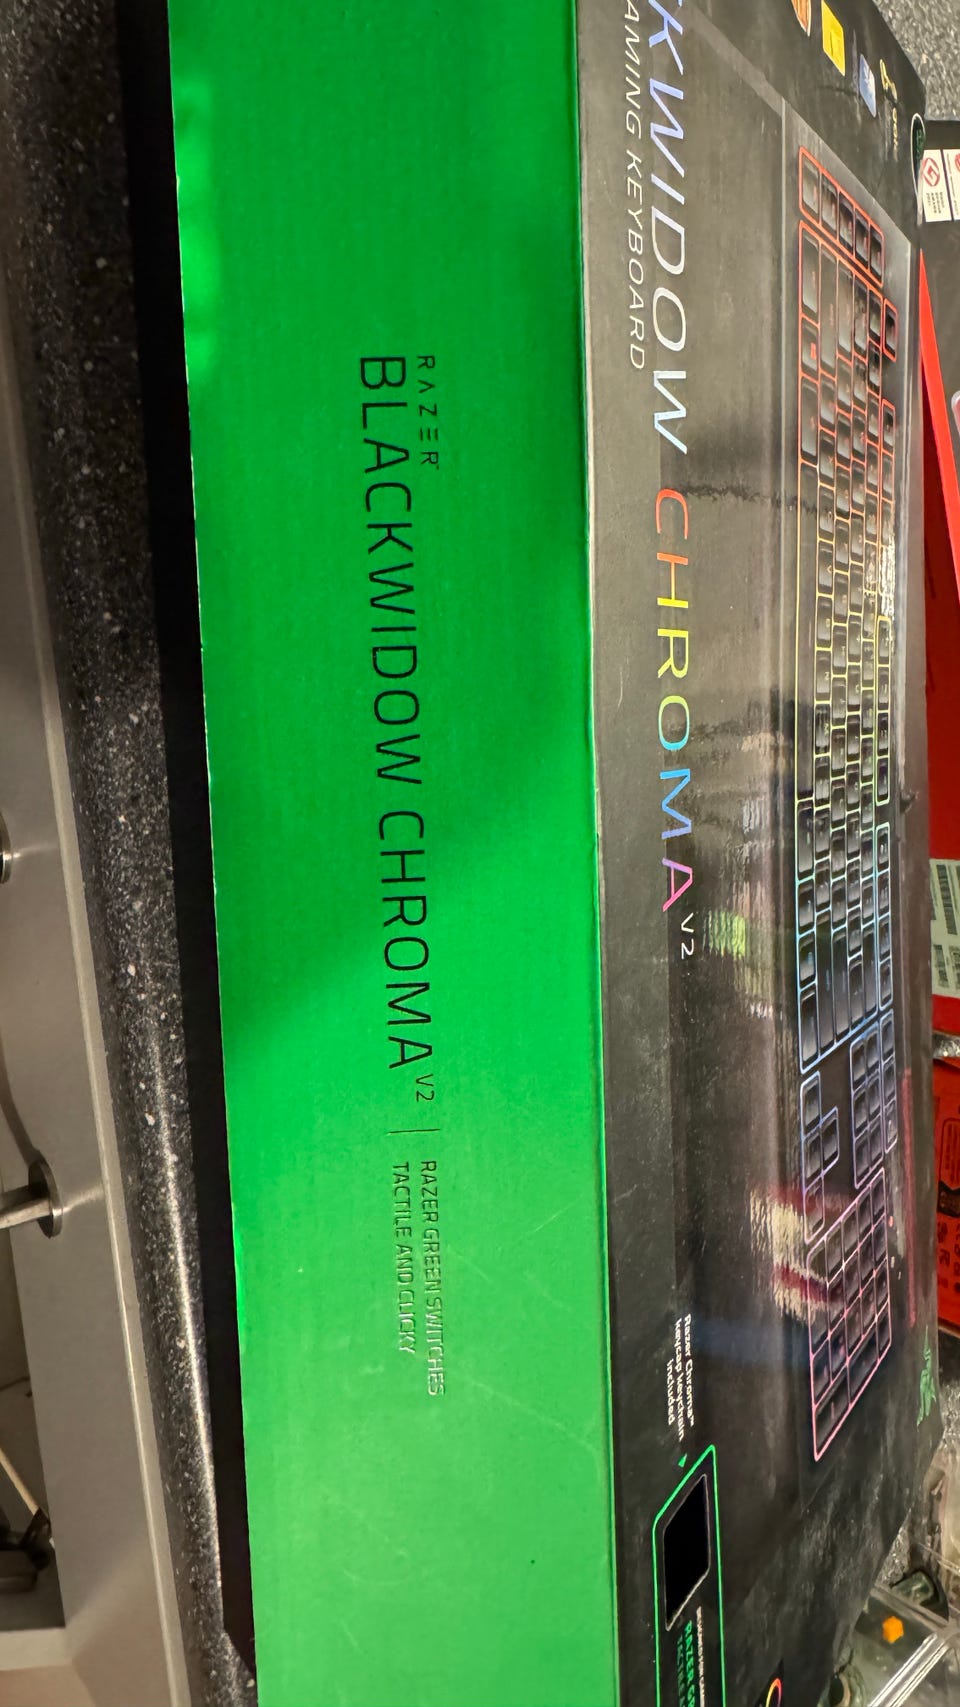 RAZER
BLACKWIDOW CHROMA V2
RAZER GREEN SWITCHES
TACTILE AND CLICKY
KWIDOW CHROMA V2
AMING KEYBOARD
Razer Chroma™
Keycap Keychain
Included